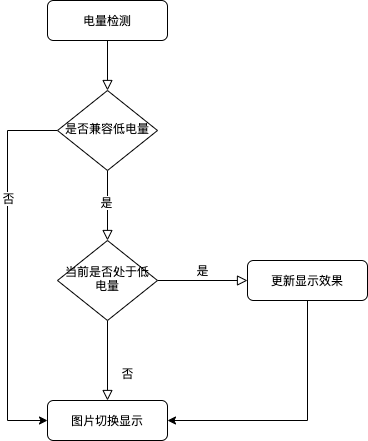 电量检测
是否兼容低电量
否
是
当前是否处于低
电量
是
更新显示效果
否
图片切换显示